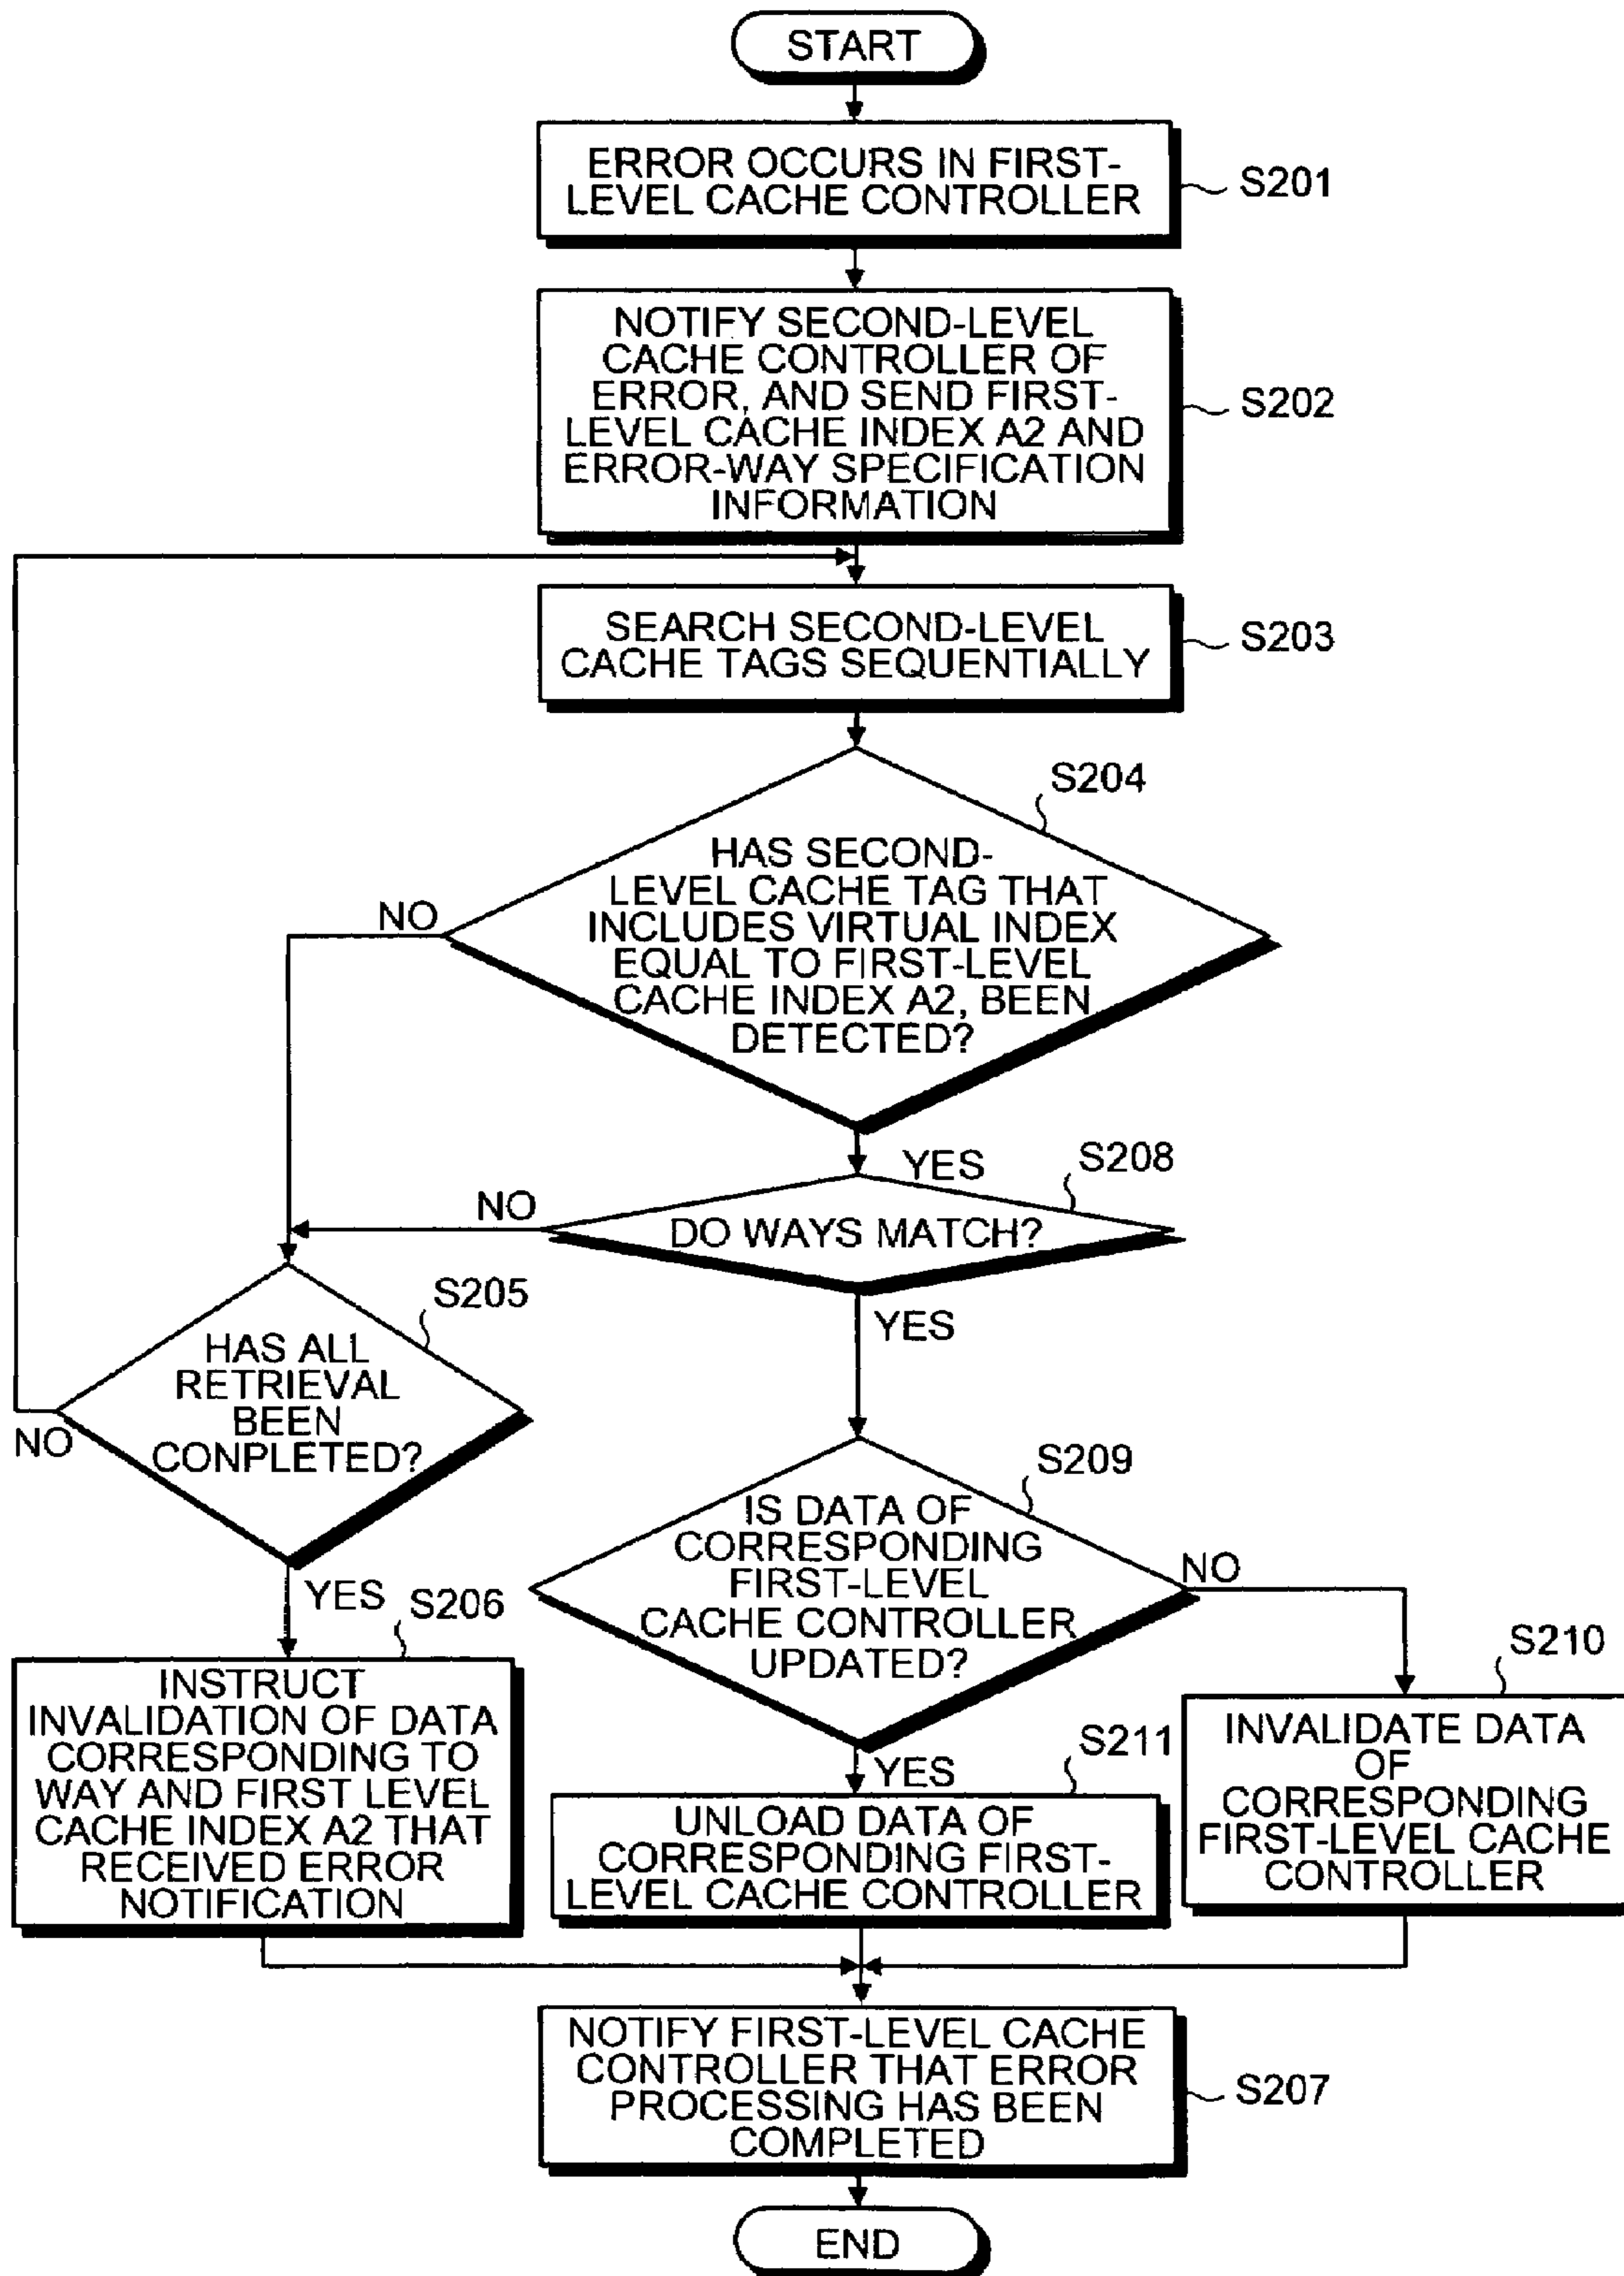 START
ERROR OCCURS IN FIRST-
LEVEL CACHE CONTROLLER
S201
NOTIFY SECOND-LEVEL
CACHE CONTROLLER OF
ERROR, AND SEND FIRST-
LEVEL CACHE INDEX A2 AND
ERROR-WAY SPECIFICATION
INFORMATION
S202
SEARCH SECOND-LEVEL
CACHE TAGS SEQUENTIALLY
S203
S204
HAS SECOND-
LEVEL CACHE TAG THAT
INCLUDES VIRTUAL INDEX
EQUAL TO FIRST-LEVEL
CACHE INDEX A2, BEEN
DETECTED?
NO
YES
S208
DO WAYS MATCH?
NO
YES
S205
HAS ALL
RETRIEVAL
BEEN
CONPLETED?
NO
YES
S209
IS DATA OF
CORRESPONDING
FIRST-LEVEL
CACHE CONTROLLER
UPDATED?
NO
YES
S206
INSTRUCT
INVALIDATION OF DATA
CORRESPONDING TO
WAY AND FIRST LEVEL
CACHE INDEX A2 THAT
RECEIVED ERROR
NOTIFICATION
S211
UNLOAD DATA OF
CORRESPONDING FIRST-
LEVEL CACHE CONTROLLER
S210
INVALIDATE DATA
OF
CORRESPONDING
FIRST-LEVEL CACHE
CONTROLLER
NOTIFY FIRST-LEVEL CACHE
CONTROLLER THAT ERROR
PROCESSING HAS BEEN
COMPLETED
S207
END